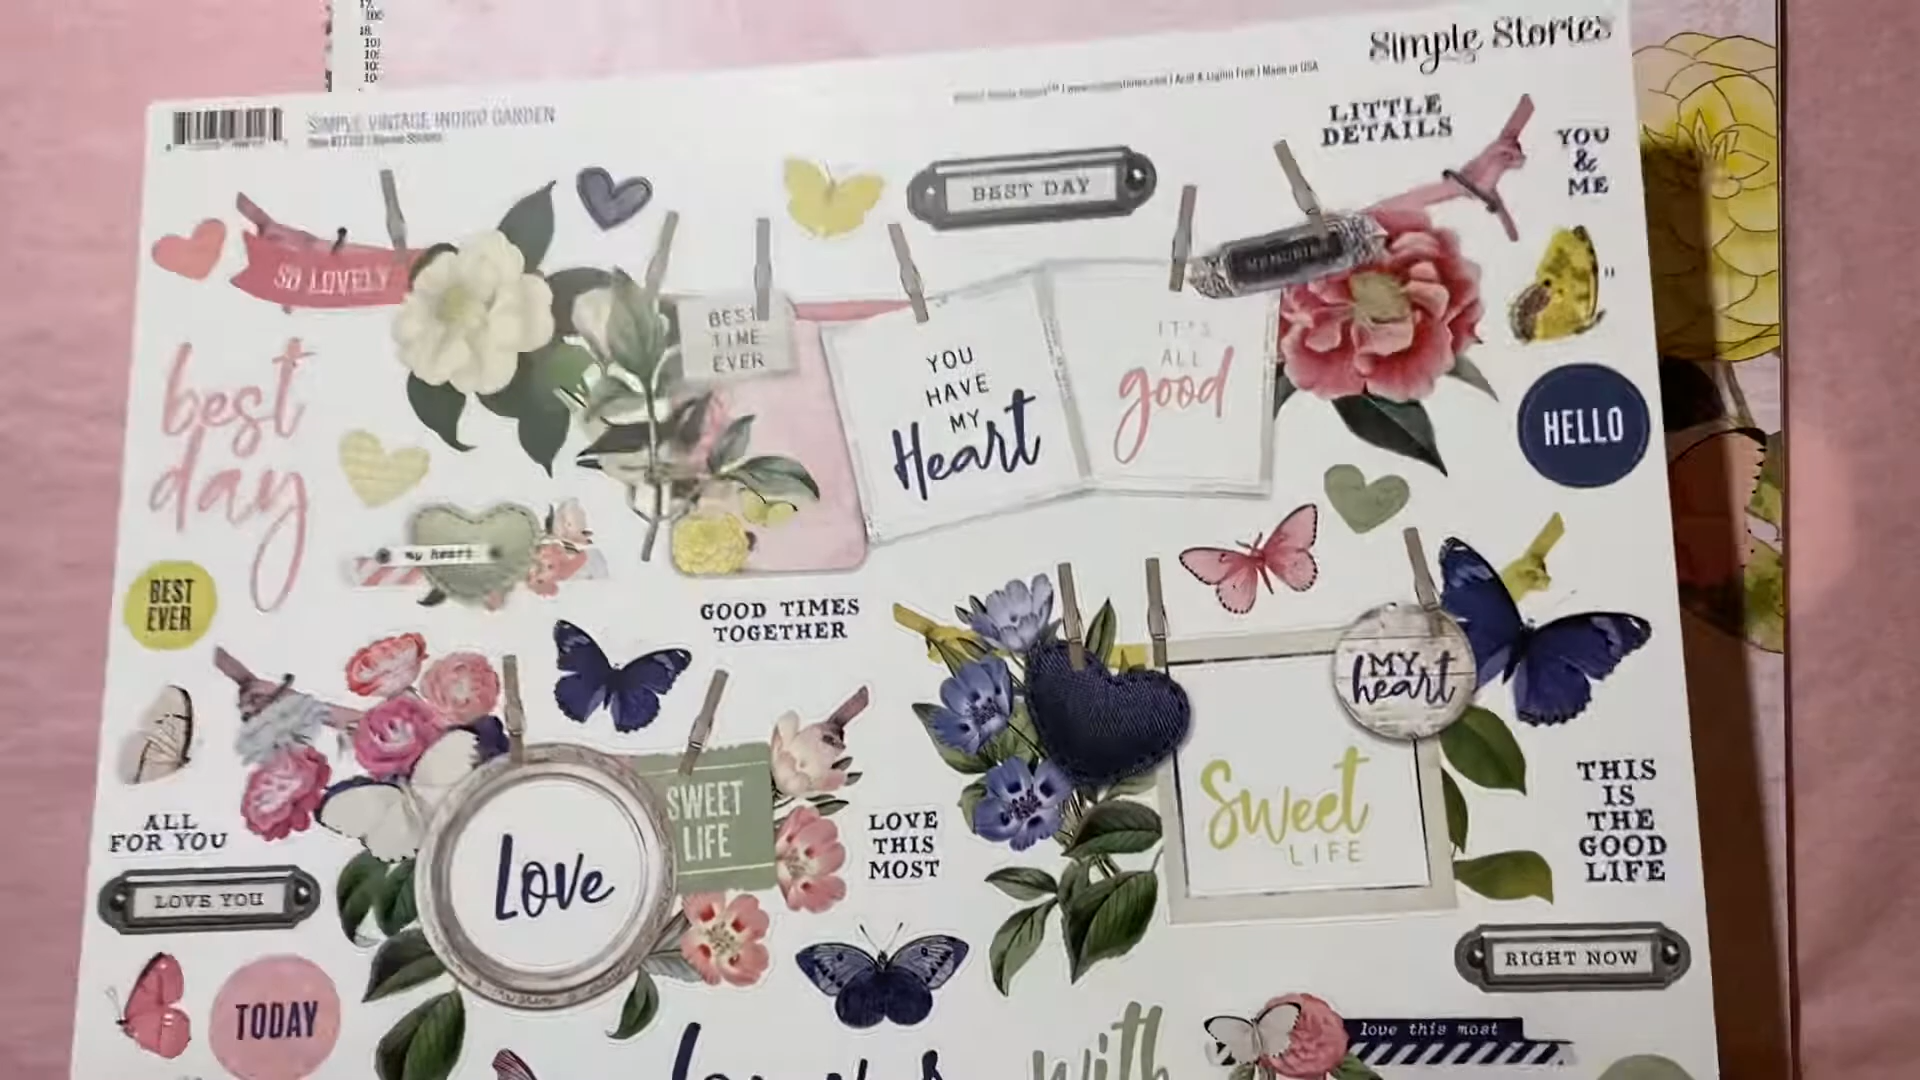 Simple Stories
SIMPLE VINTAGE INDIGO GARDEN
LITTLE
DETAILS
YOU
&
ME
BEST DAY
SO LOVELY
BEST
TIME
EVER
YOU
HAVE
MY
Heart
IT'S
ALL
good
HELLO
best
day
my heart
BEST
EVER
GOOD TIMES
TOGETHER
MY
heart
SWEET
LIFE
Sweet
LIFE
THIS
IS
THE
GOOD
LIFE
ALL
FOR YOU
LOVE
THIS
MOST
Love
LOVE YOU
RIGHT NOW
TODAY
love this most
with